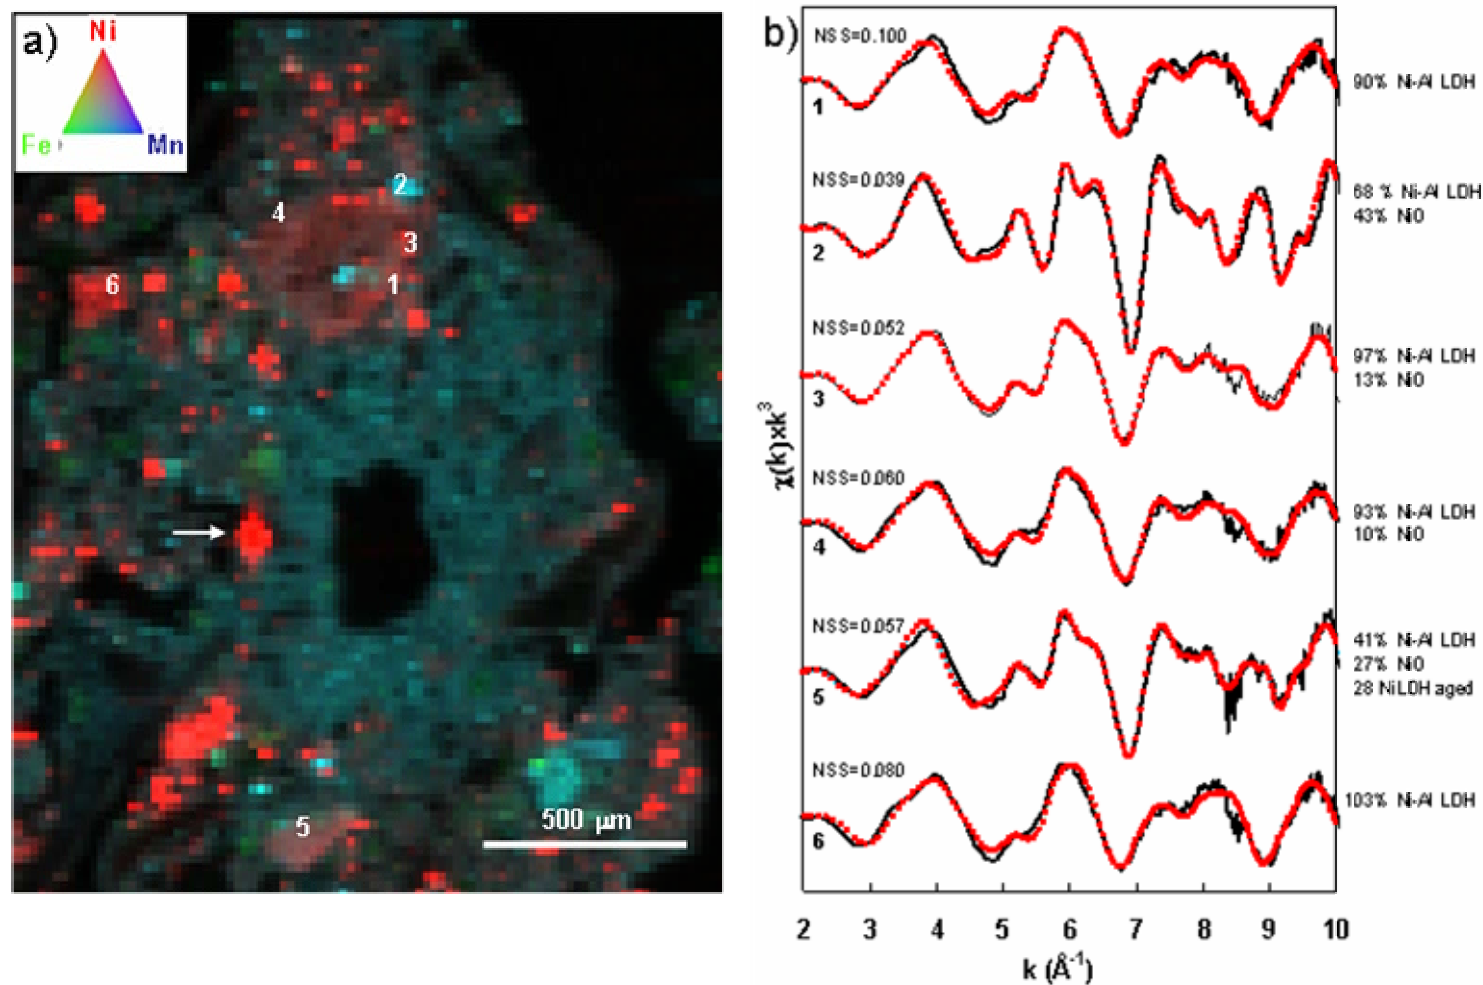 a)
Ni
Fe
Mn
2
4
3
6
1
5
500 µm
b)
NSS=0.100
1
90% Ni-Al LDH
NSS=0.039
2
68 % Ni-Al LDH
43% NiO
NSS=0.052
3
97% Ni-Al LDH
13% NiO
NSS=0.060
4
93% Ni-Al LDH
10% NiO
NSS=0.057
5
41% Ni-Al LDH
27% NiO
28 NiLDH aged
NSS=0.080
6
103% Ni-Al LDH
χ(k)xk³
2 3 4 5 6 7 8 9 10
k (Å⁻¹)